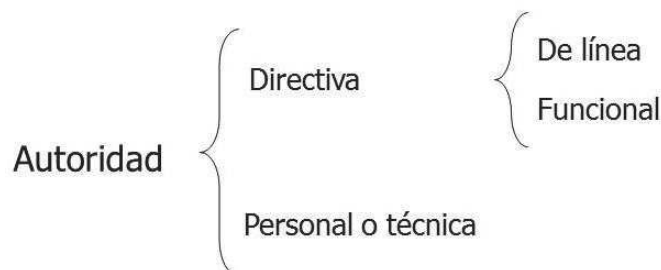 Autoridad
Directiva
De línea
Funcional
Personal o técnica